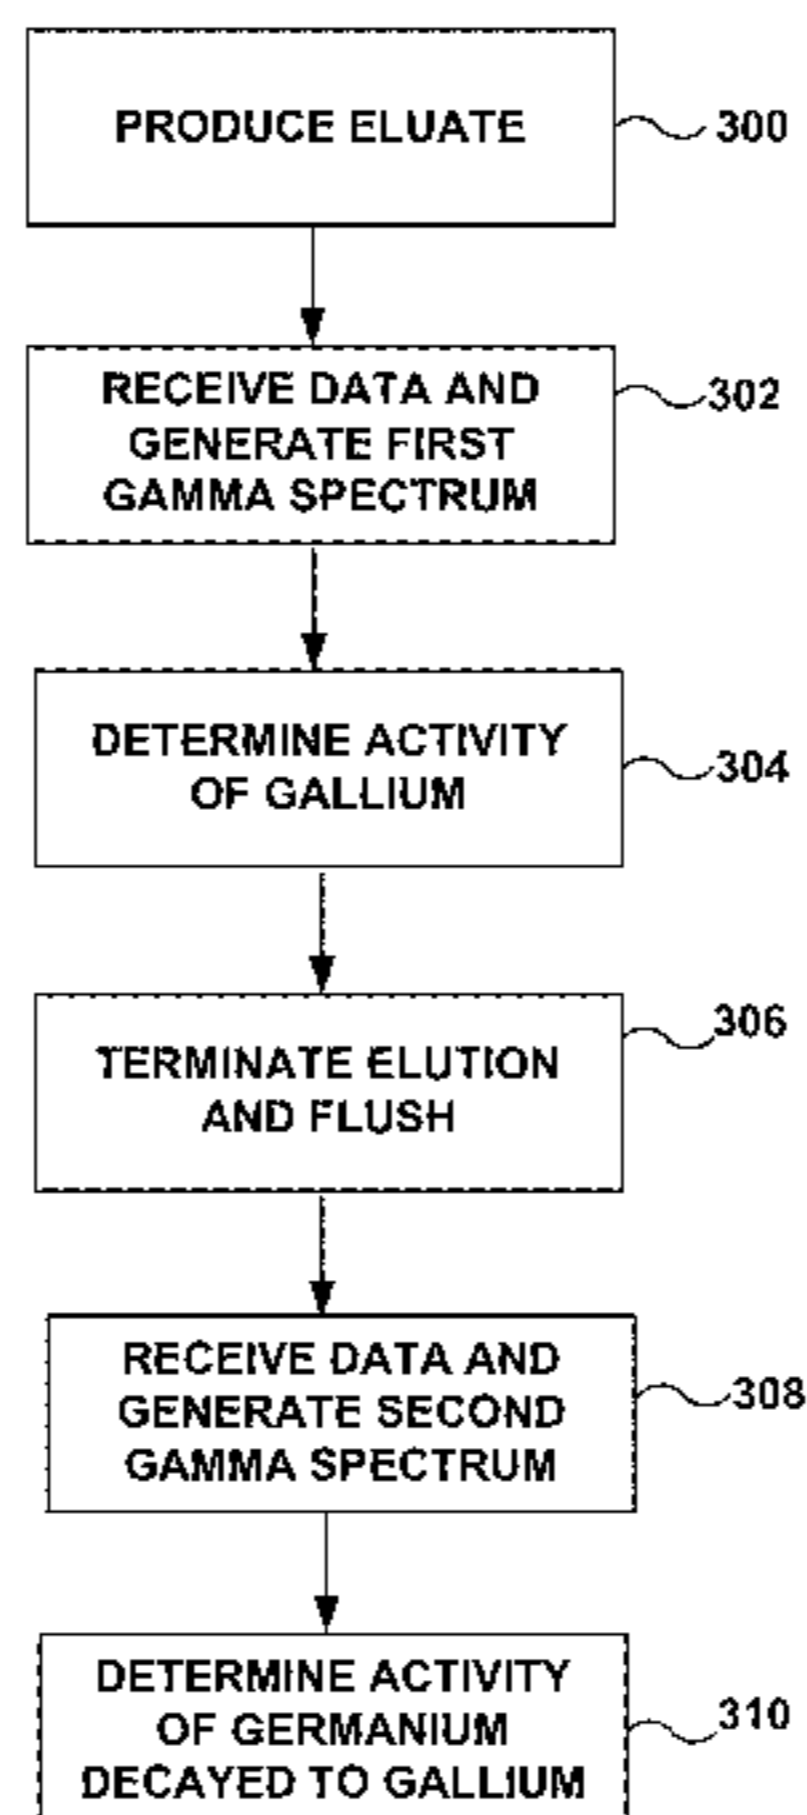 PRODUCE ELUATE
300
RECEIVE DATA AND
GENERATE FIRST
GAMMA SPECTRUM
302
DETERMINE ACTIVITY
OF GALLIUM
304
TERMINATE ELUTION
AND FLUSH
306
RECEIVE DATA AND
GENERATE SECOND
GAMMA SPECTRUM
308
DETERMINE ACTIVITY
OF GERMANIUM
DECAYED TO GALLIUM
310